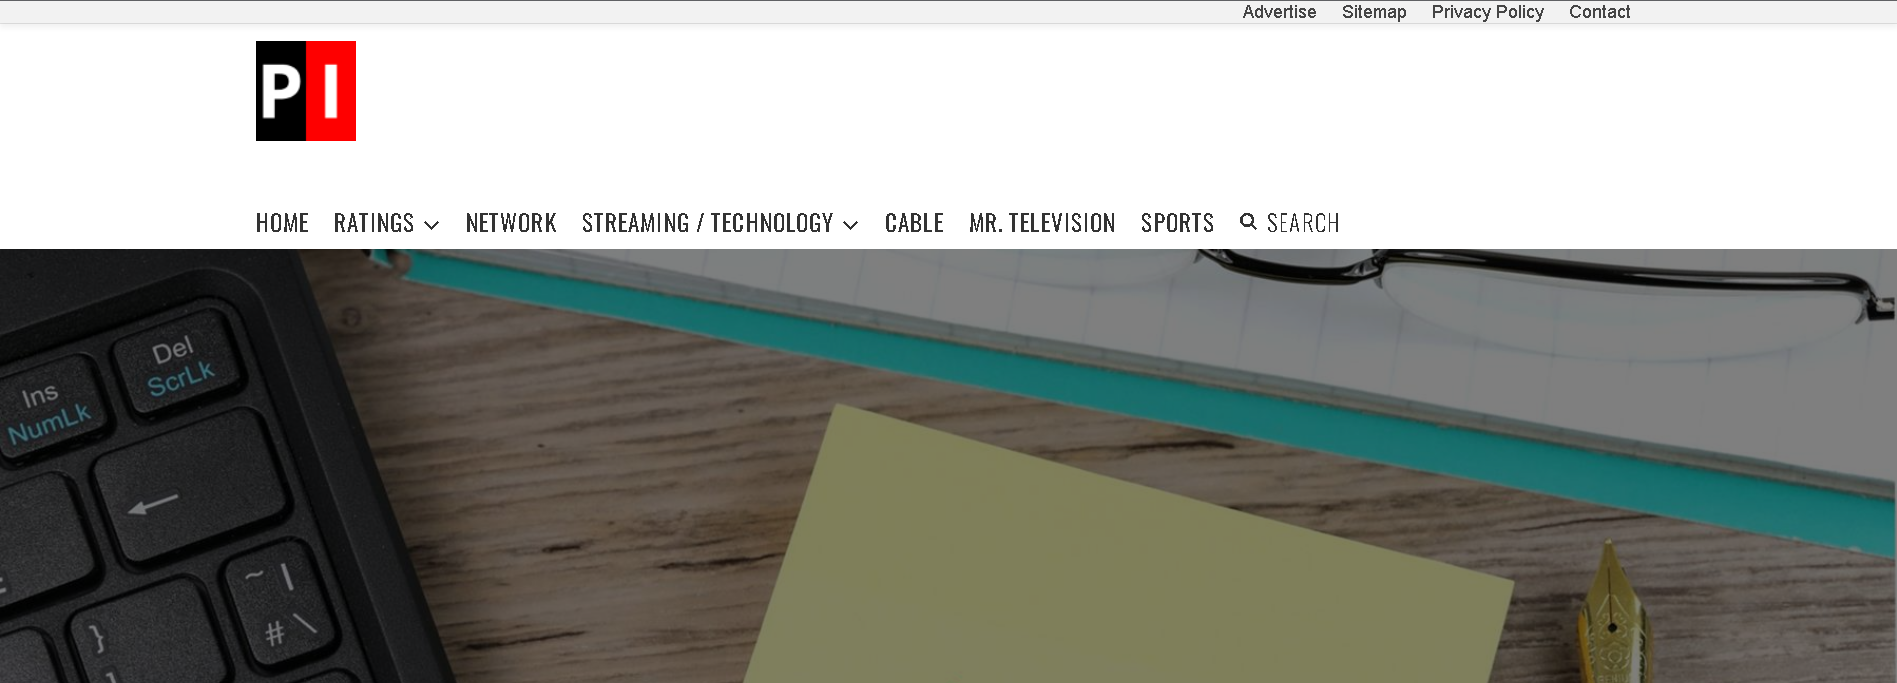 Advertise Sitemap Privacy Policy Contact
PI
HOME RATINGS NETWORK STREAMING / TECHNOLOGY CABLE MR. TELEVISION SPORTS SEARCH
Del
ScrLk
Ins
NumLk
~ |
# \
}